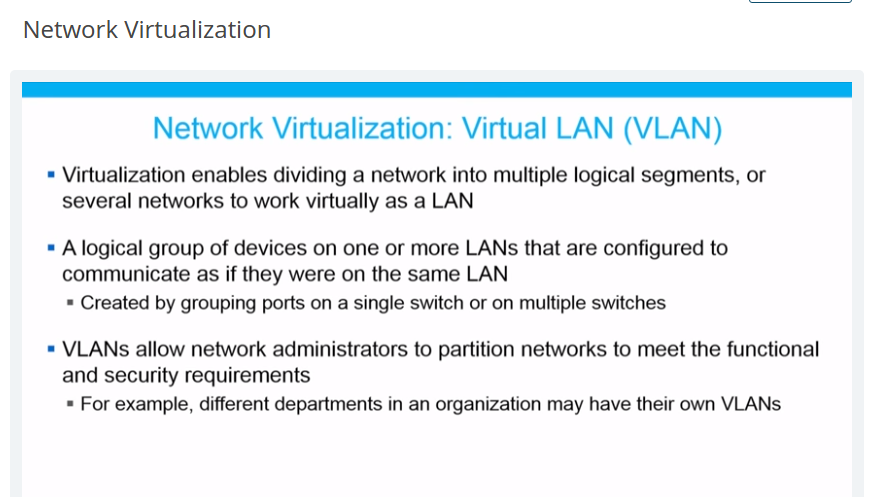 Network Virtualization
Network Virtualization: Virtual LAN (VLAN)
▪ Virtualization enables dividing a network into multiple logical segments, or
several networks to work virtually as a LAN
▪ A logical group of devices on one or more LANs that are configured to
communicate as if they were on the same LAN
▪ Created by grouping ports on a single switch or on multiple switches
▪ VLANs allow network administrators to partition networks to meet the functional
and security requirements
▪ For example, different departments in an organization may have their own VLANs